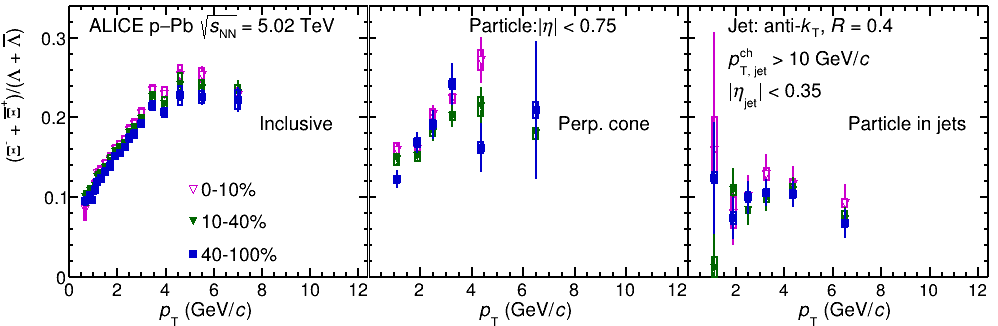 ALICE p–Pb √s_NN = 5.02 TeV
(Ξ⁻ + Ξ̅⁺)/(Λ + Λ̅)
0.3
0.2
0.1
0
Inclusive
0-10%
10-40%
40-100%
0 2 4 6 8 10 12
p_T (GeV/c)
Particle:|η| < 0.75
Perp. cone
2 4 6 8 10 12
p_T (GeV/c)
Jet: anti-k_T, R = 0.4
p^ch_T, jet > 10 GeV/c
|η_jet| < 0.35
Particle in jets
2 4 6 8 10 12
p_T (GeV/c)